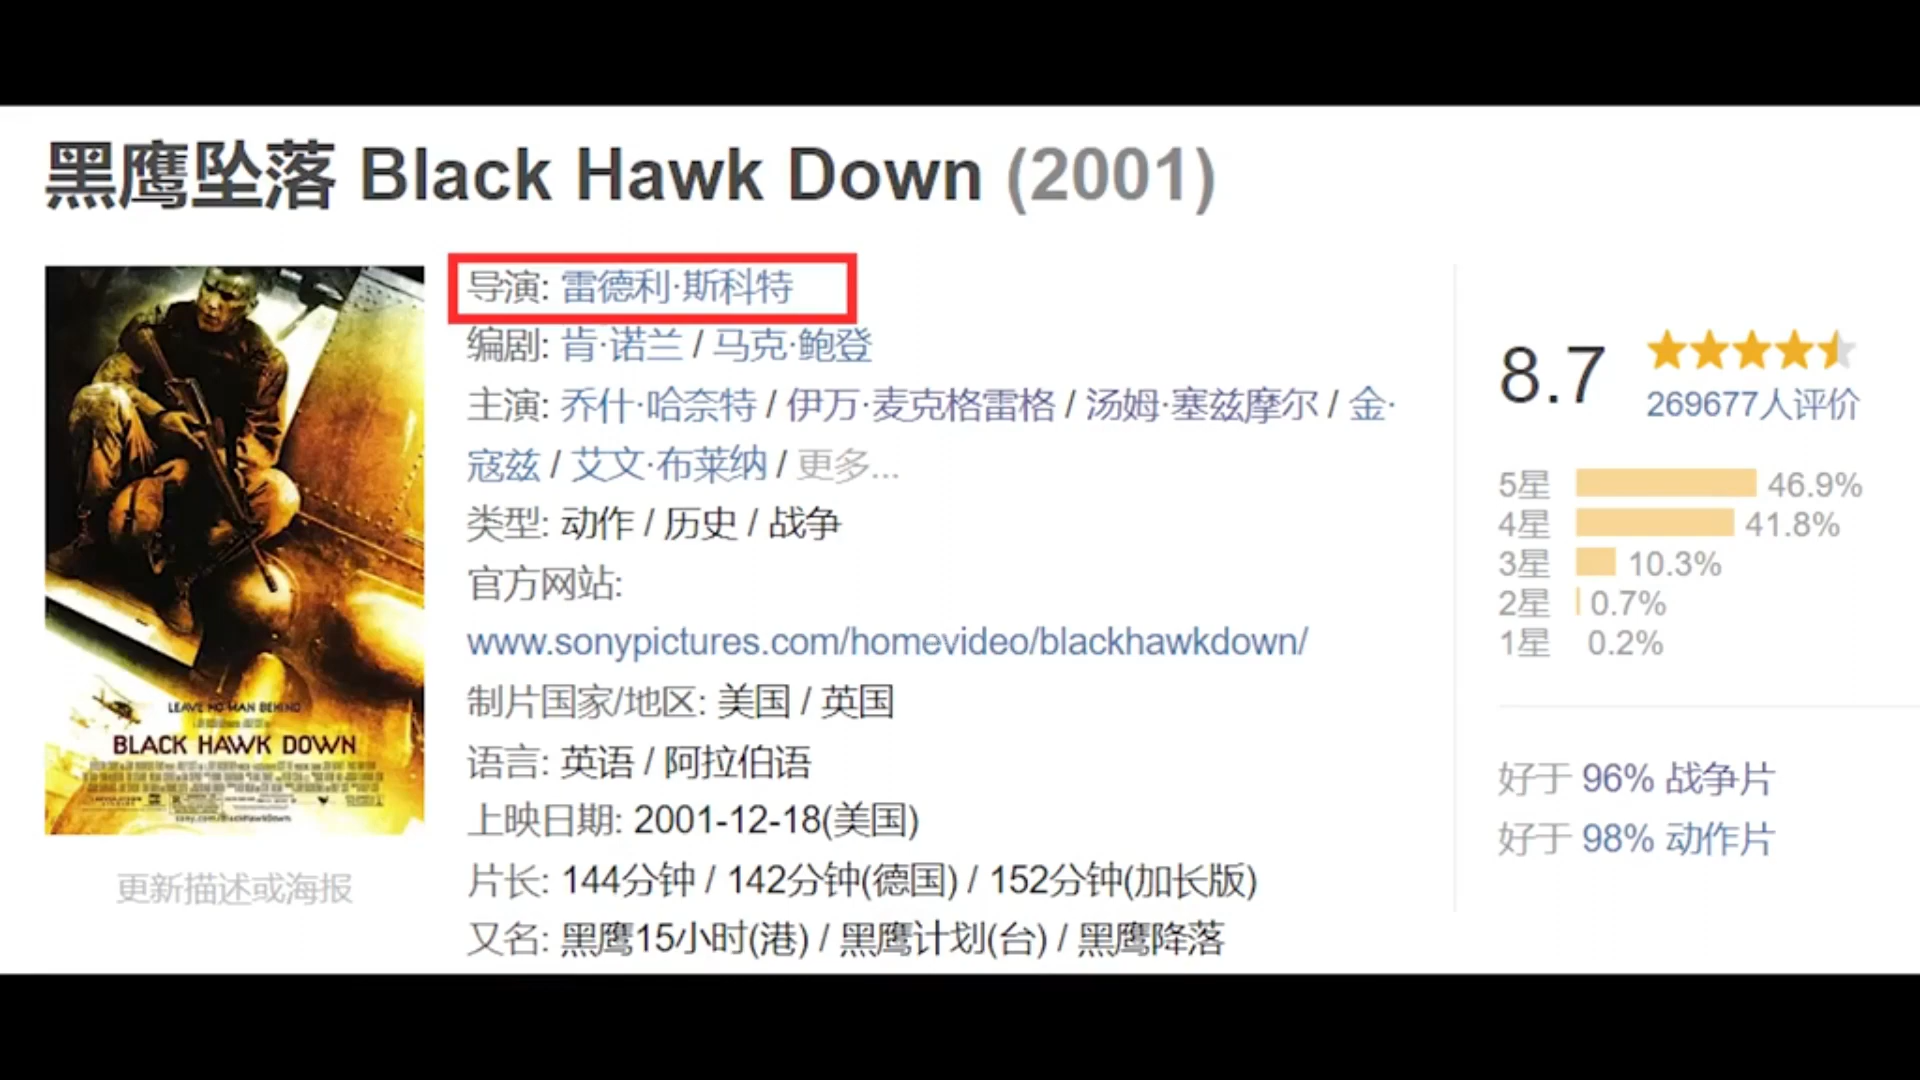 黑鹰坠落 Black Hawk Down (2001)
LEAVE NO MAN BEHIND
BLACK HAWK DOWN
更新描述或海报
导演: 雷德利·斯科特
编剧: 肯·诺兰 / 马克·鲍登
主演: 乔什·哈奈特 / 伊万·麦克格雷格 / 汤姆·塞兹摩尔 / 金·
寇兹 / 艾文·布莱纳 / 更多...
类型: 动作 / 历史 / 战争
官方网站:
www.sonypictures.com/homevideo/blackhawkdown/
制片国家/地区: 美国 / 英国
语言: 英语 / 阿拉伯语
上映日期: 2001-12-18(美国)
片长: 144分钟 / 142分钟(德国) / 152分钟(加长版)
又名: 黑鹰15小时(港) / 黑鹰计划(台) / 黑鹰降落
8.7
269677人评价
5星 46.9%
4星 41.8%
3星 10.3%
2星 0.7%
1星 0.2%
好于 96% 战争片
好于 98% 动作片